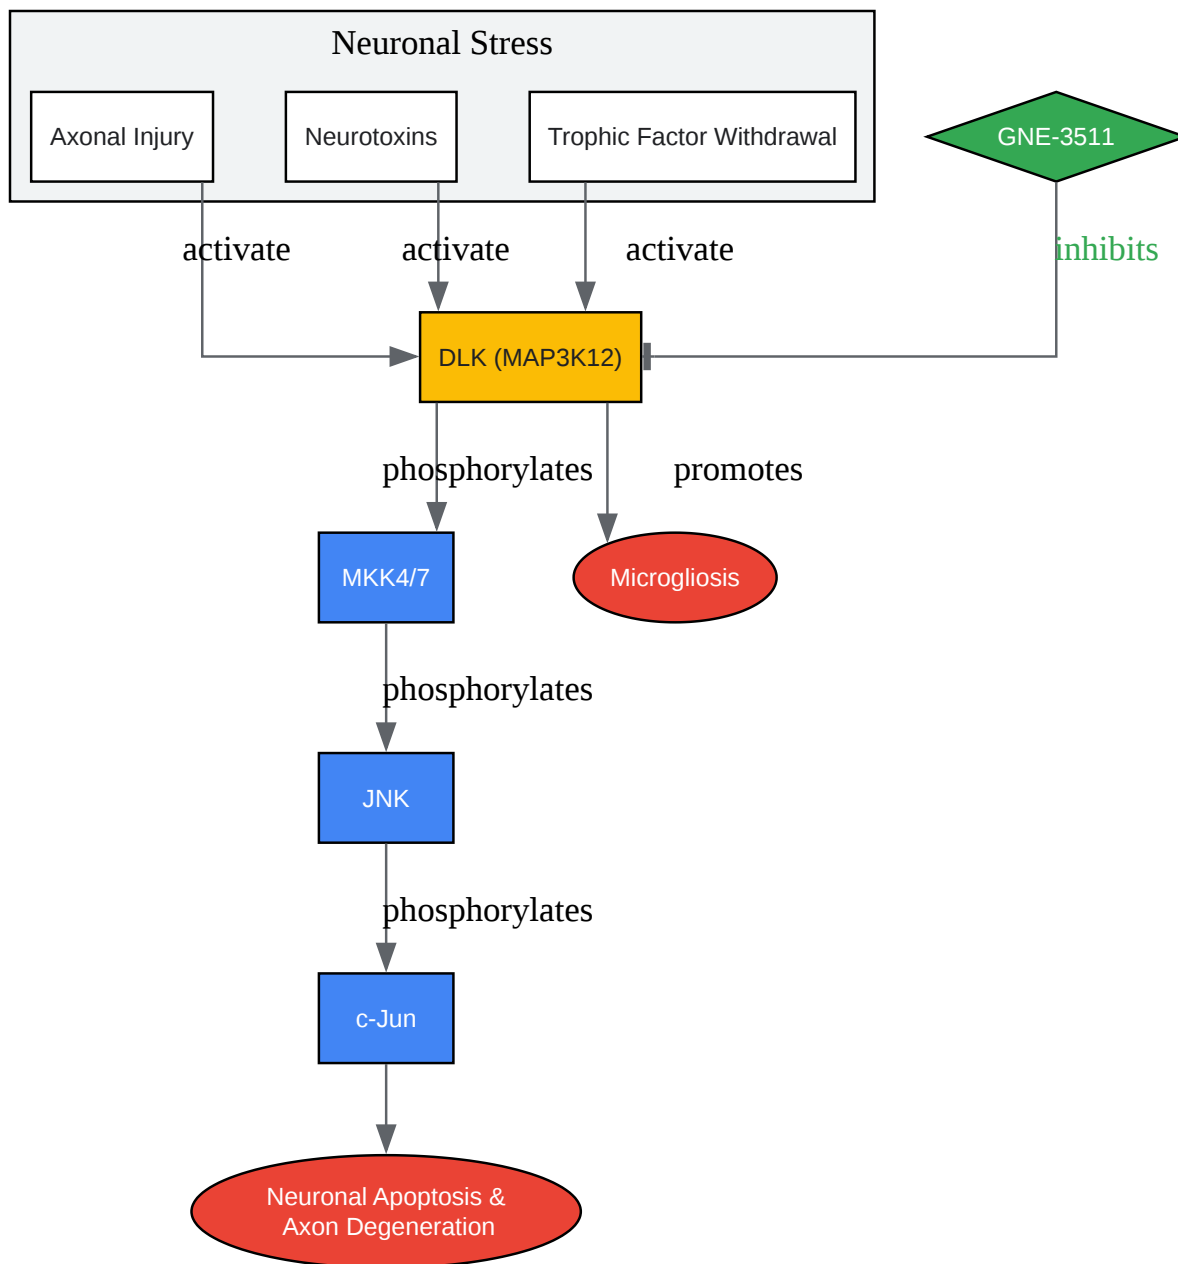 Neuronal Stress
Axonal Injury
Neurotoxins
Trophic Factor Withdrawal
GNE-3511
activate
activate
activate
inhibits
DLK (MAP3K12)
phosphorylates
promotes
MKK4/7
Microgliosis
phosphorylates
JNK
phosphorylates
c-Jun
Neuronal Apoptosis &
Axon Degeneration